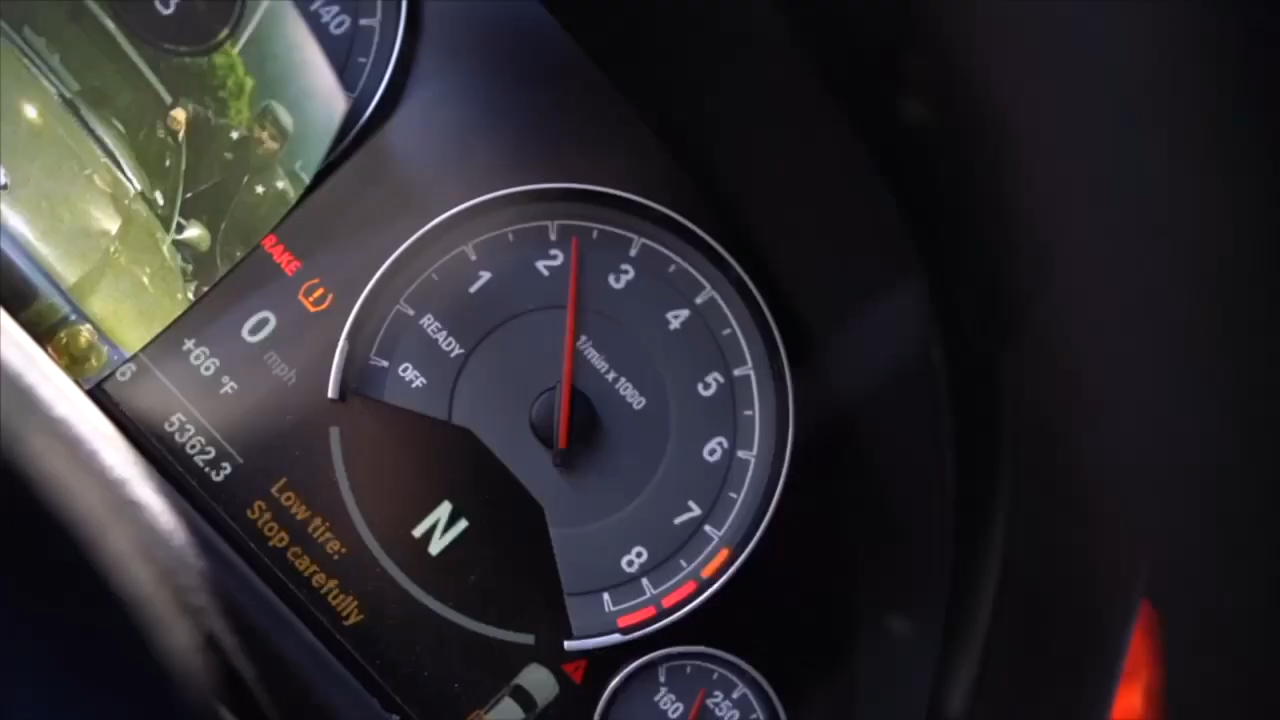 140
RAKE
0 mph
+66 °F
6
5362.3
Low tire:
Stop carefully
OFF
READY
1
2
3
4
5
6
7
8
1/min x 1000
N
160
250